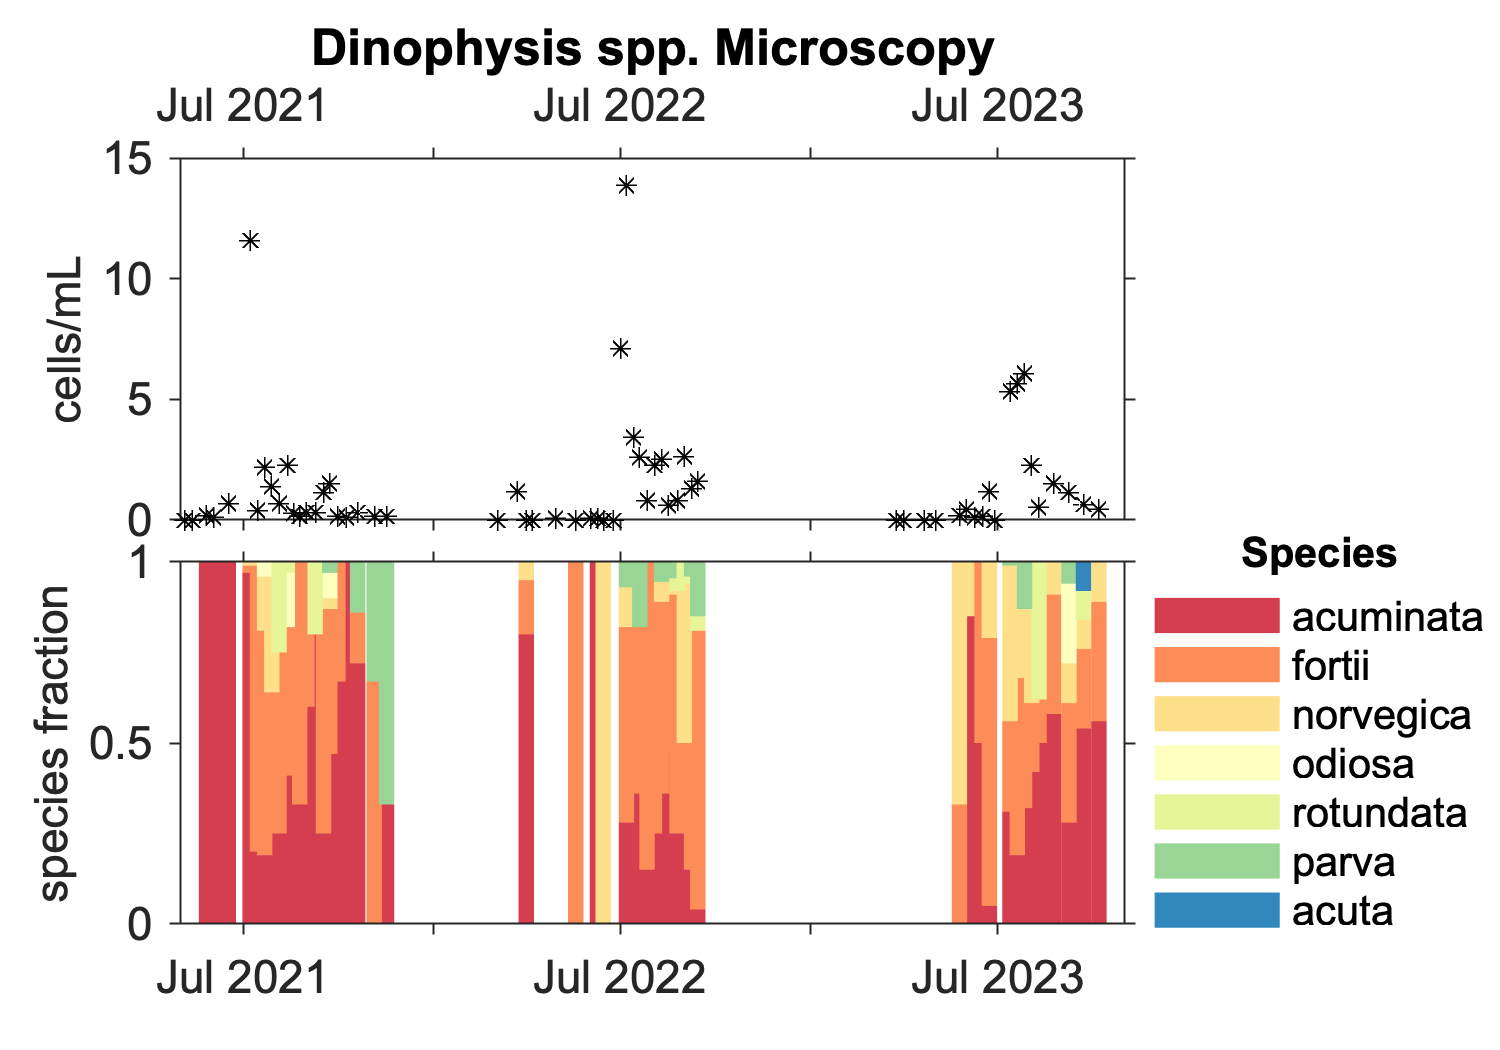 Dinophysis spp. Microscopy
Jul 2021 Jul 2022 Jul 2023
15
10
5
0
cells/mL
1
0.5
0
species fraction
Jul 2021 Jul 2022 Jul 2023
Species
acuminata
fortii
norvegica
odiosa
rotundata
parva
acuta